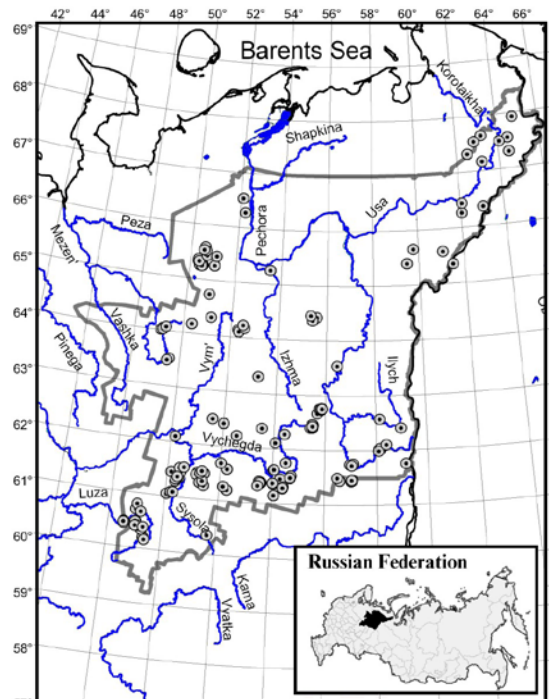 42° 44° 46° 48° 50° 52° 54° 56° 58° 60° 62° 64° 66°
69°
Barents Sea
68°
Korotaikha
67°
Shapkina
66°
Usa
Peza
Pechora
Mezen'
65°
64°
Vashka
Pinega
Vym'
Izhma
Ilych
63°
62°
Vychegda
61°
Luza
Sysola
60°
Kama
Vyatka
59°
58°
Russian Federation